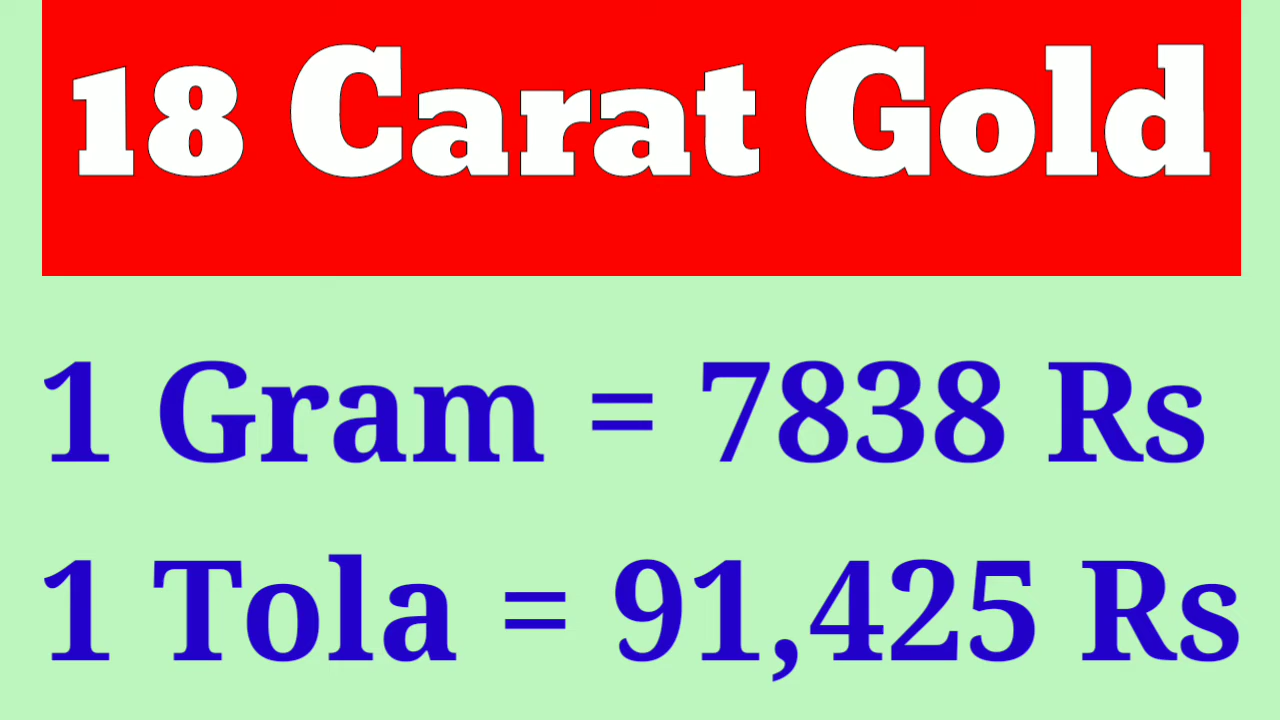 18 Carat Gold
1 Gram = 7838 Rs
1 Tola = 91,425 Rs